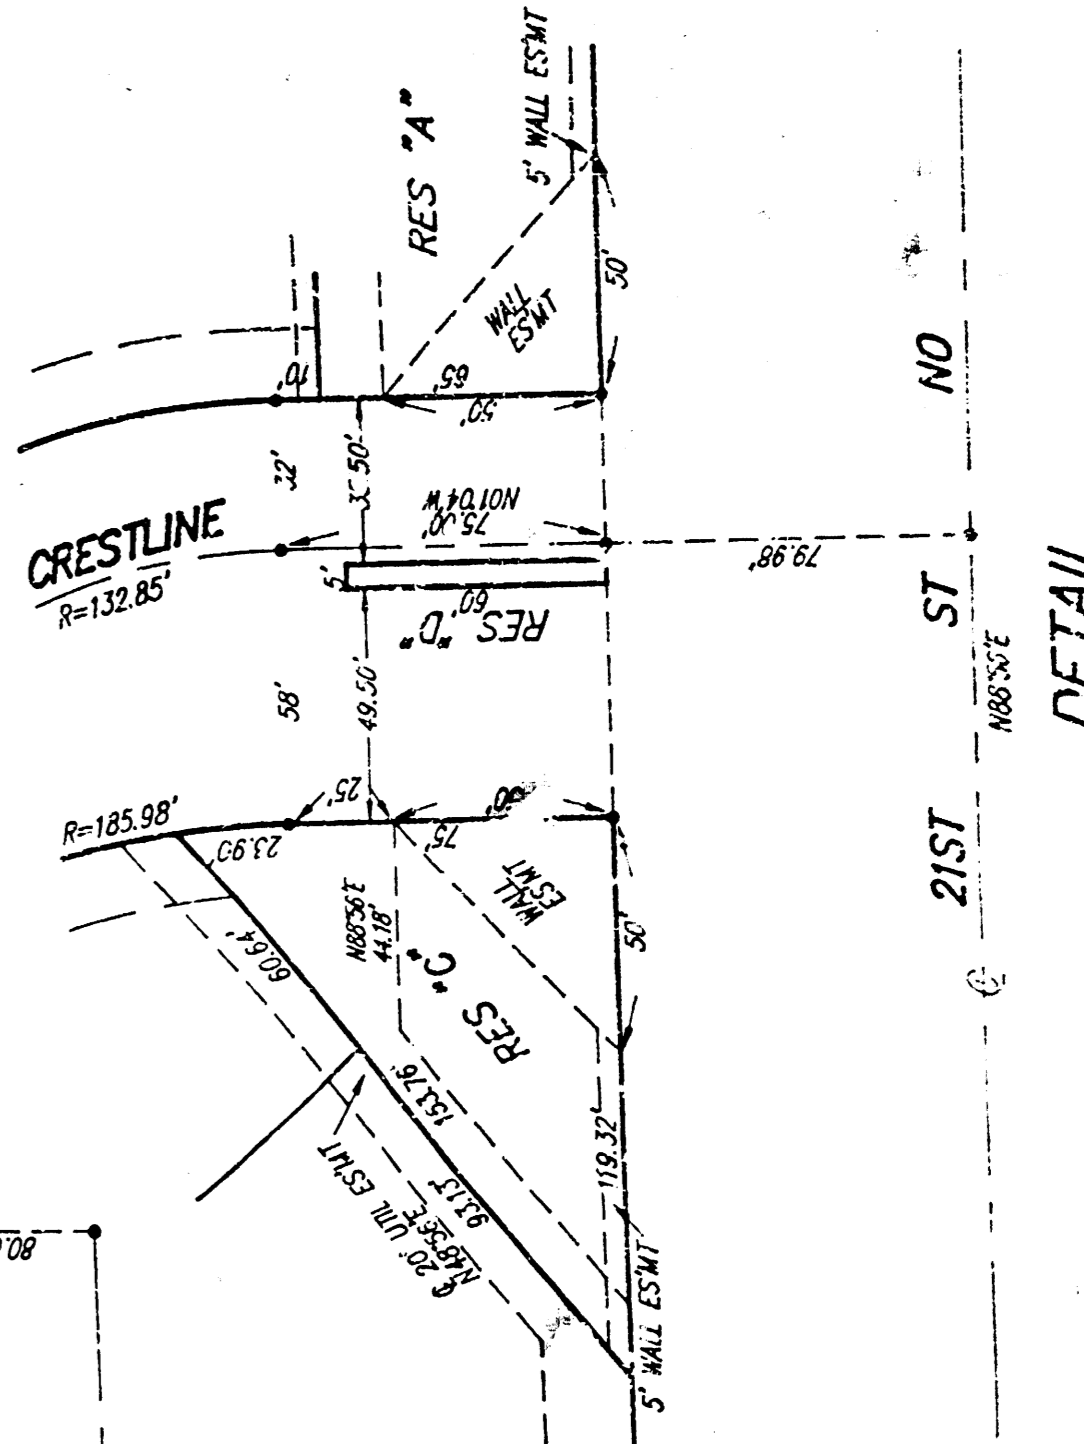 5' WALL ES'MT
RES "A"
WALL
ES'MT
50'
10'
65'
50'
32'
50'
CRESTLINE
R=132.85'
75.00'
N01°04'W
79.98'
5'
60'
RES "D"
58'
49.50'
21ST ST NO
N88°56'E
DETAIL
R=185.98'
25'
23.90'
75'
WALL
ES'MT
50'
N88°56'E
44.18'
RES "C"
60.64'
153.76'
93.13'
119.32'
℄ 20' UTIL ES'MT
N48°56'E
5' WALL ES'MT
℄